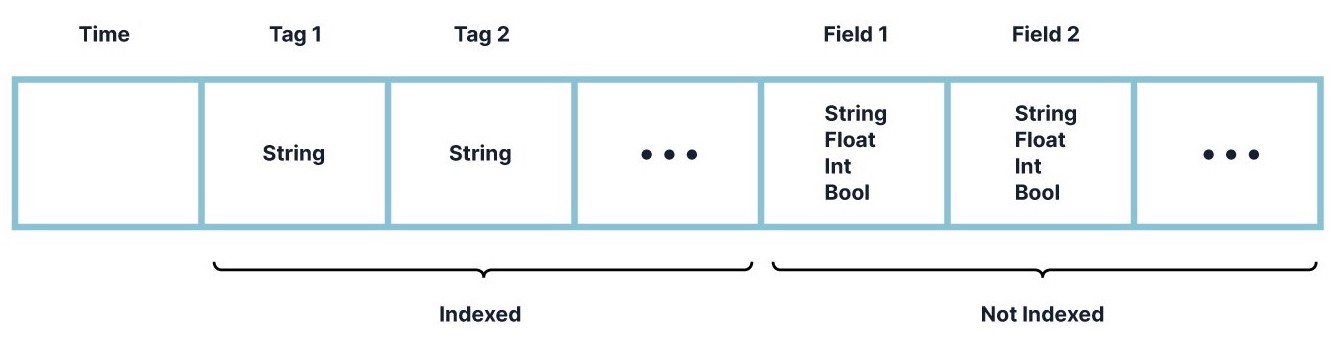 Time Tag 1 Tag 2 Field 1 Field 2
String String • • • String String • • •
Float Float
Int Int
Bool Bool
Indexed Not Indexed